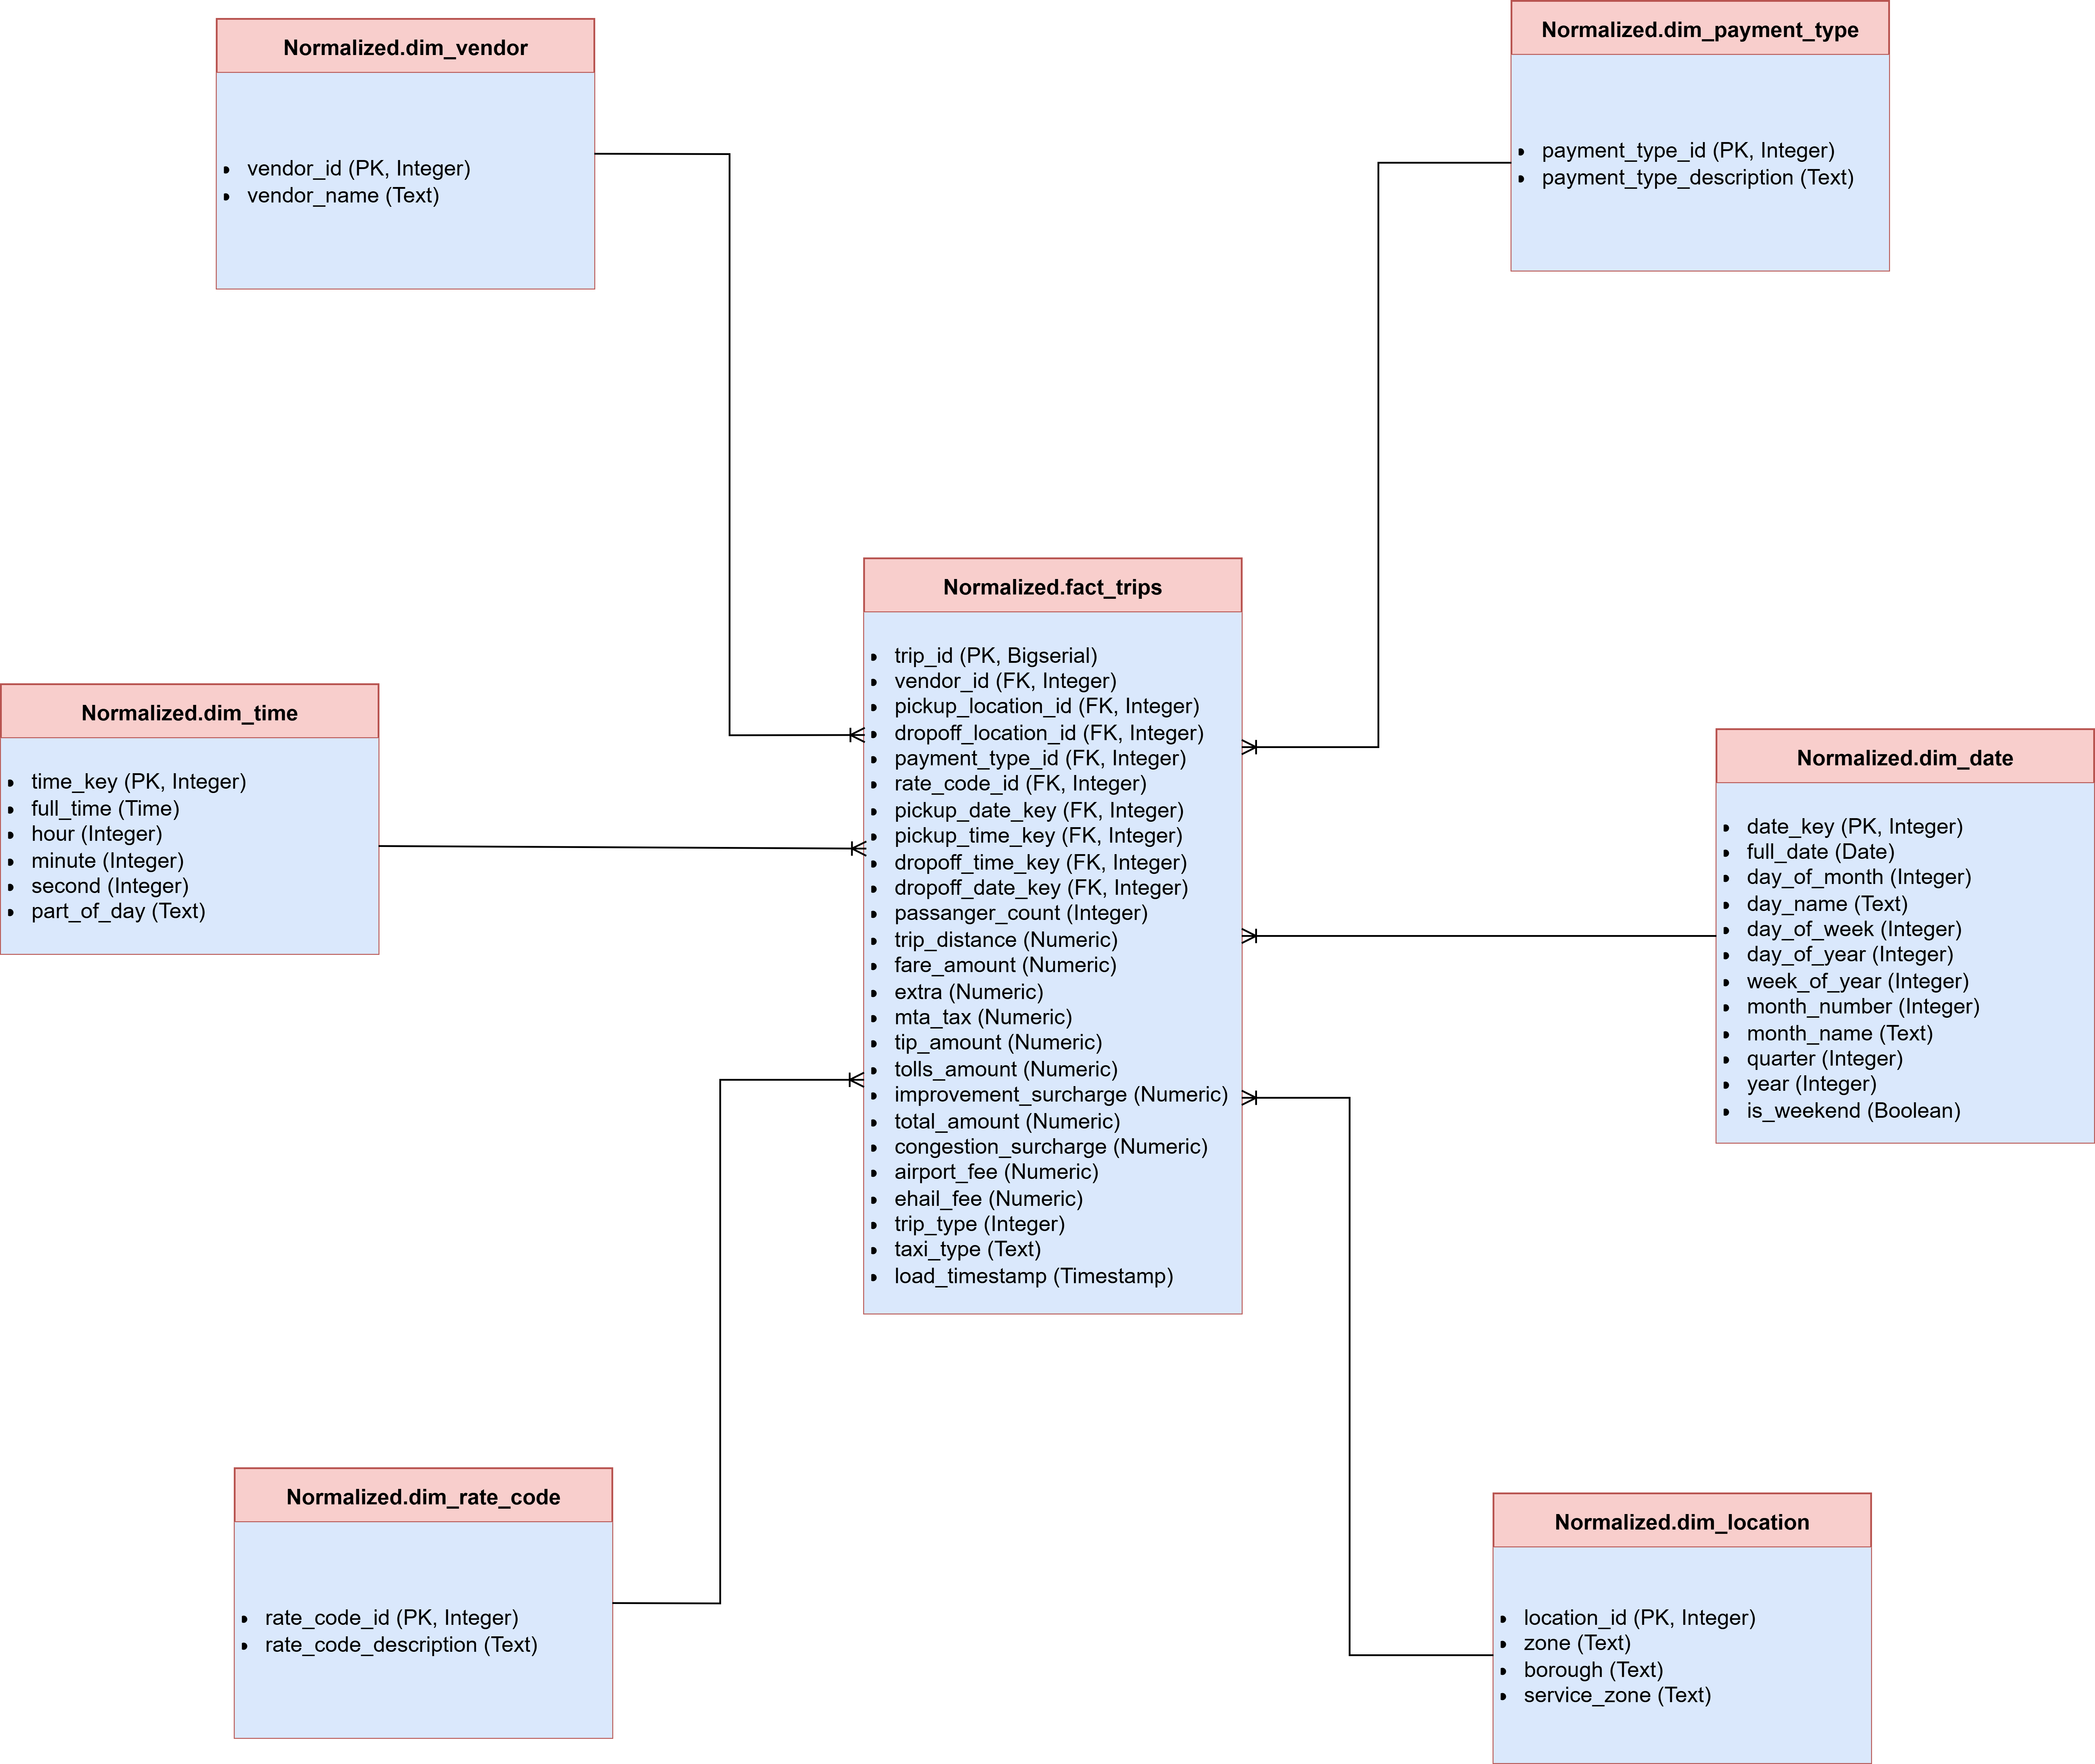 Normalized.dim_vendor
vendor_id (PK, Integer)
vendor_name (Text)
Normalized.dim_payment_type
payment_type_id (PK, Integer)
payment_type_description (Text)
Normalized.fact_trips
trip_id (PK, Bigserial)
vendor_id (FK, Integer)
pickup_location_id (FK, Integer)
dropoff_location_id (FK, Integer)
payment_type_id (FK, Integer)
rate_code_id (FK, Integer)
pickup_date_key (FK, Integer)
pickup_time_key (FK, Integer)
dropoff_time_key (FK, Integer)
dropoff_date_key (FK, Integer)
passanger_count (Integer)
trip_distance (Numeric)
fare_amount (Numeric)
extra (Numeric)
mta_tax (Numeric)
tip_amount (Numeric)
tolls_amount (Numeric)
improvement_surcharge (Numeric)
total_amount (Numeric)
congestion_surcharge (Numeric)
airport_fee (Numeric)
ehail_fee (Numeric)
trip_type (Integer)
taxi_type (Text)
load_timestamp (Timestamp)
Normalized.dim_time
time_key (PK, Integer)
full_time (Time)
hour (Integer)
minute (Integer)
second (Integer)
part_of_day (Text)
Normalized.dim_date
date_key (PK, Integer)
full_date (Date)
day_of_month (Integer)
day_name (Text)
day_of_week (Integer)
day_of_year (Integer)
week_of_year (Integer)
month_number (Integer)
month_name (Text)
quarter (Integer)
year (Integer)
is_weekend (Boolean)
Normalized.dim_rate_code
rate_code_id (PK, Integer)
rate_code_description (Text)
Normalized.dim_location
location_id (PK, Integer)
zone (Text)
borough (Text)
service_zone (Text)